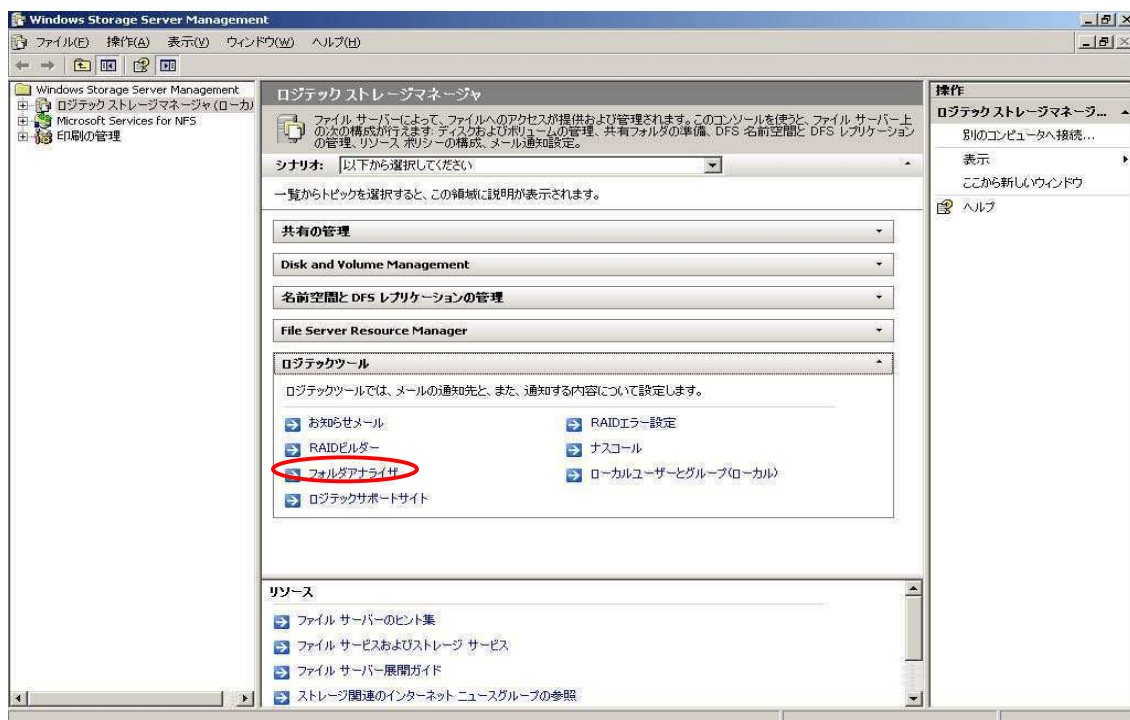 Windows Storage Server Management
ファイル(F) 操作(A) 表示(V) ウィンドウ(W) ヘルプ(H)
Windows Storage Server Management
ロジテック ストレージマネージャ (ローカ
Microsoft Services for NFS
印刷の管理
ロジテック ストレージマネージャ
ファイル サーバーによって、ファイルへのアクセスが提供および管理されます。このコンソールを使うと、ファイル サーバー上
の次の構成が行えます: ディスクおよびボリュームの管理、共有フォルダの準備、DFS 名前空間と DFS レプリケーション
の管理、リソース ポリシーの構成、メール通知設定。
シナリオ: 以下から選択してください
一覧からトピックを選択すると、この領域に説明が表示されます。
共有の管理
Disk and Volume Management
名前空間と DFS レプリケーションの管理
File Server Resource Manager
ロジテックツール
ロジテックツールでは、メールの通知先と、また、通知する内容について設定します。
お知らせメール
RAIDエラー設定
RAIDビルダー
ナスコール
フォルダアナライザ
ローカルユーザーとグループ(ローカル)
ロジテックサポートサイト
リソース
ファイル サーバーのヒント集
ファイル サービスおよびストレージ サービス
ファイル サーバー展開ガイド
ストレージ関連のインターネット ニュースグループの参照
操作
ロジテック ストレージマネージ...
別のコンピュータへ接続...
表示
ここから新しいウィンドウ
ヘルプ